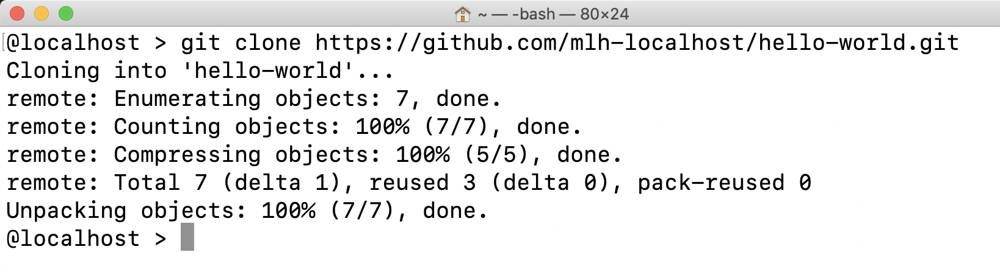 ~ — -bash — 80×24
@localhost > git clone https://github.com/mlh-localhost/hello-world.git
Cloning into 'hello-world'...
remote: Enumerating objects: 7, done.
remote: Counting objects: 100% (7/7), done.
remote: Compressing objects: 100% (5/5), done.
remote: Total 7 (delta 1), reused 3 (delta 0), pack-reused 0
Unpacking objects: 100% (7/7), done.
@localhost >